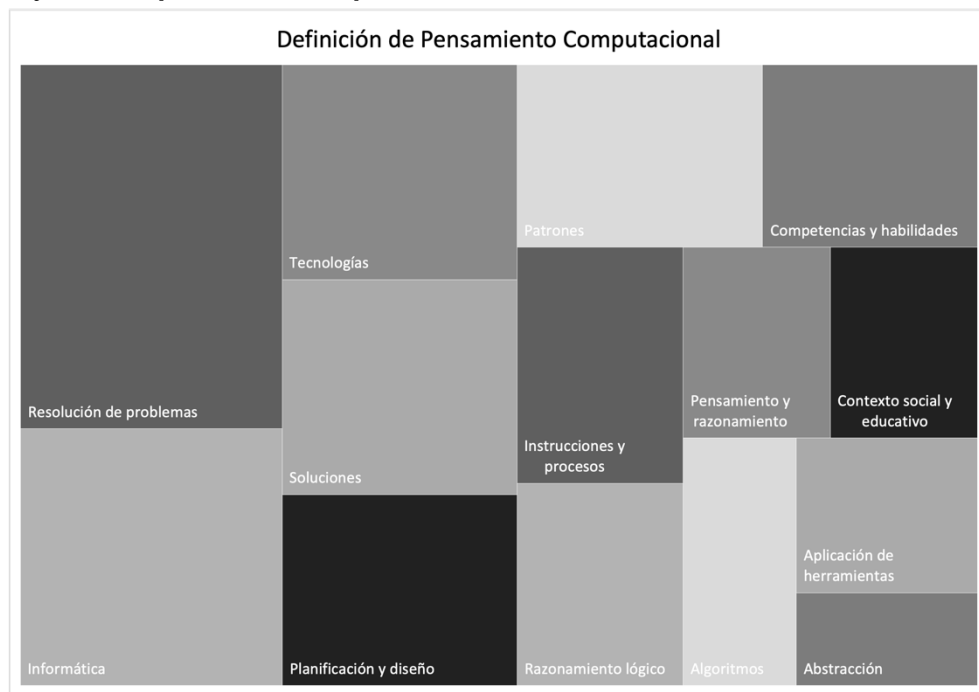 Definición de Pensamiento Computacional
Patrones
Competencias y habilidades
Tecnologías
Resolución de problemas
Pensamiento y
razonamiento
Contexto social y
educativo
Instrucciones y
procesos
Soluciones
Aplicación de
herramientas
Informática
Planificación y diseño
Razonamiento lógico
Algoritmos
Abstracción